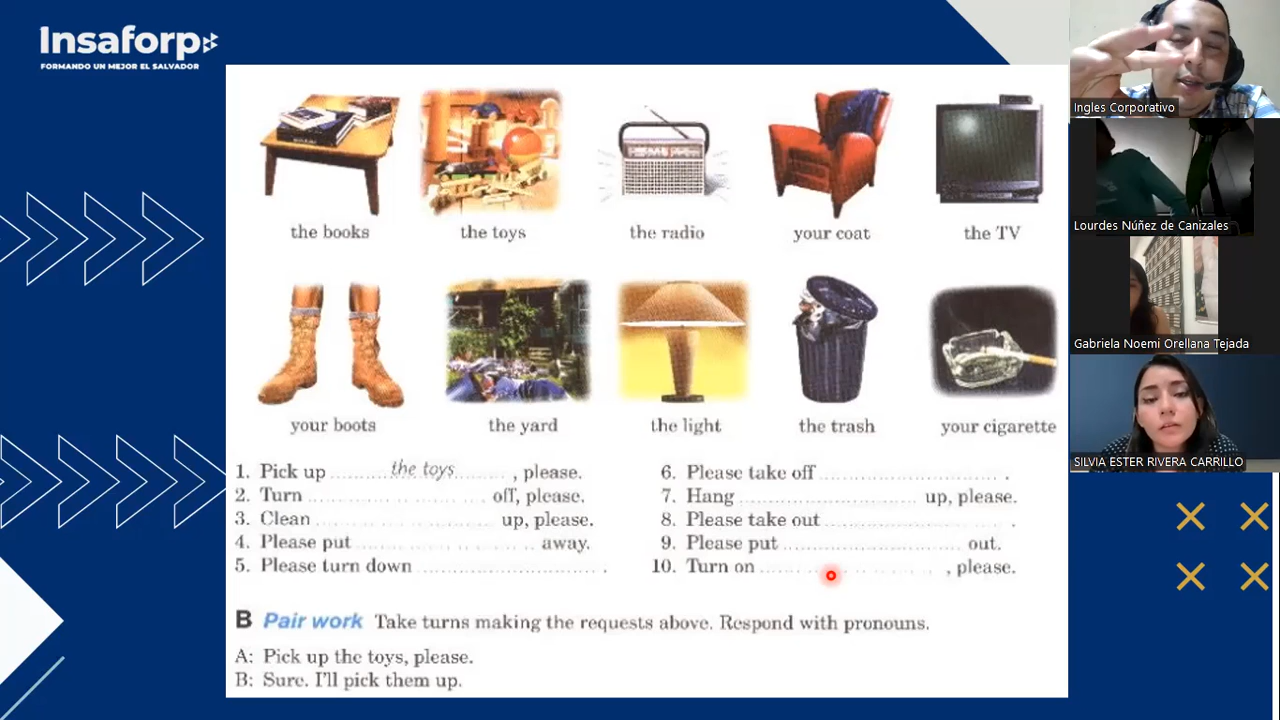 Insaforp
FORMANDO UN MEJOR EL SALVADOR
the books
the toys
the radio
your coat
the TV
your boots
the yard
the light
the trash
your cigarette
1. Pick up the toys , please.
2. Turn off, please.
3. Clean up, please.
4. Please put away.
5. Please turn down .
6. Please take off .
7. Hang up, please.
8. Please take out .
9. Please put out.
10. Turn on , please.
B Pair work Take turns making the requests above. Respond with pronouns.
A: Pick up the toys, please.
B: Sure. I'll pick them up.
Ingles Corporativo
Lourdes Núñez de Canizales
Gabriela Noemi Orellana Tejada
SILVIA ESTER RIVERA CARRILLO